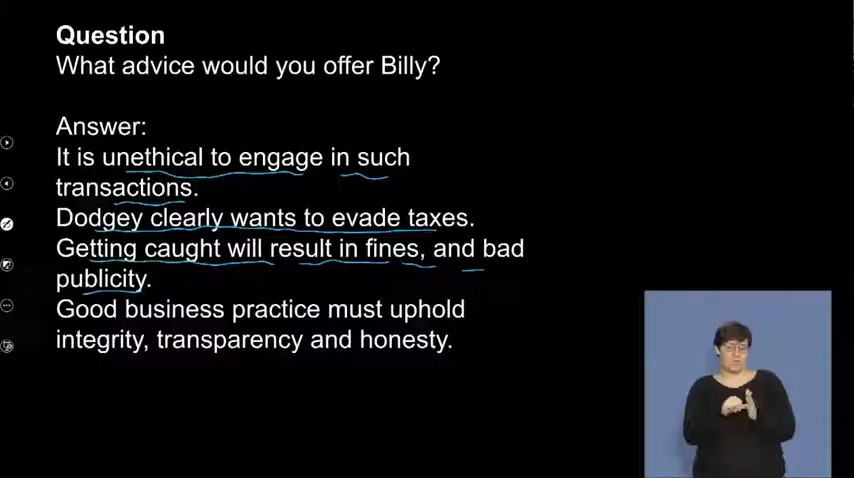 Question
What advice would you offer Billy?
Answer:
It is unethical to engage in such
transactions.
Dodgey clearly wants to evade taxes.
Getting caught will result in fines, and bad
publicity.
Good business practice must uphold
integrity, transparency and honesty.